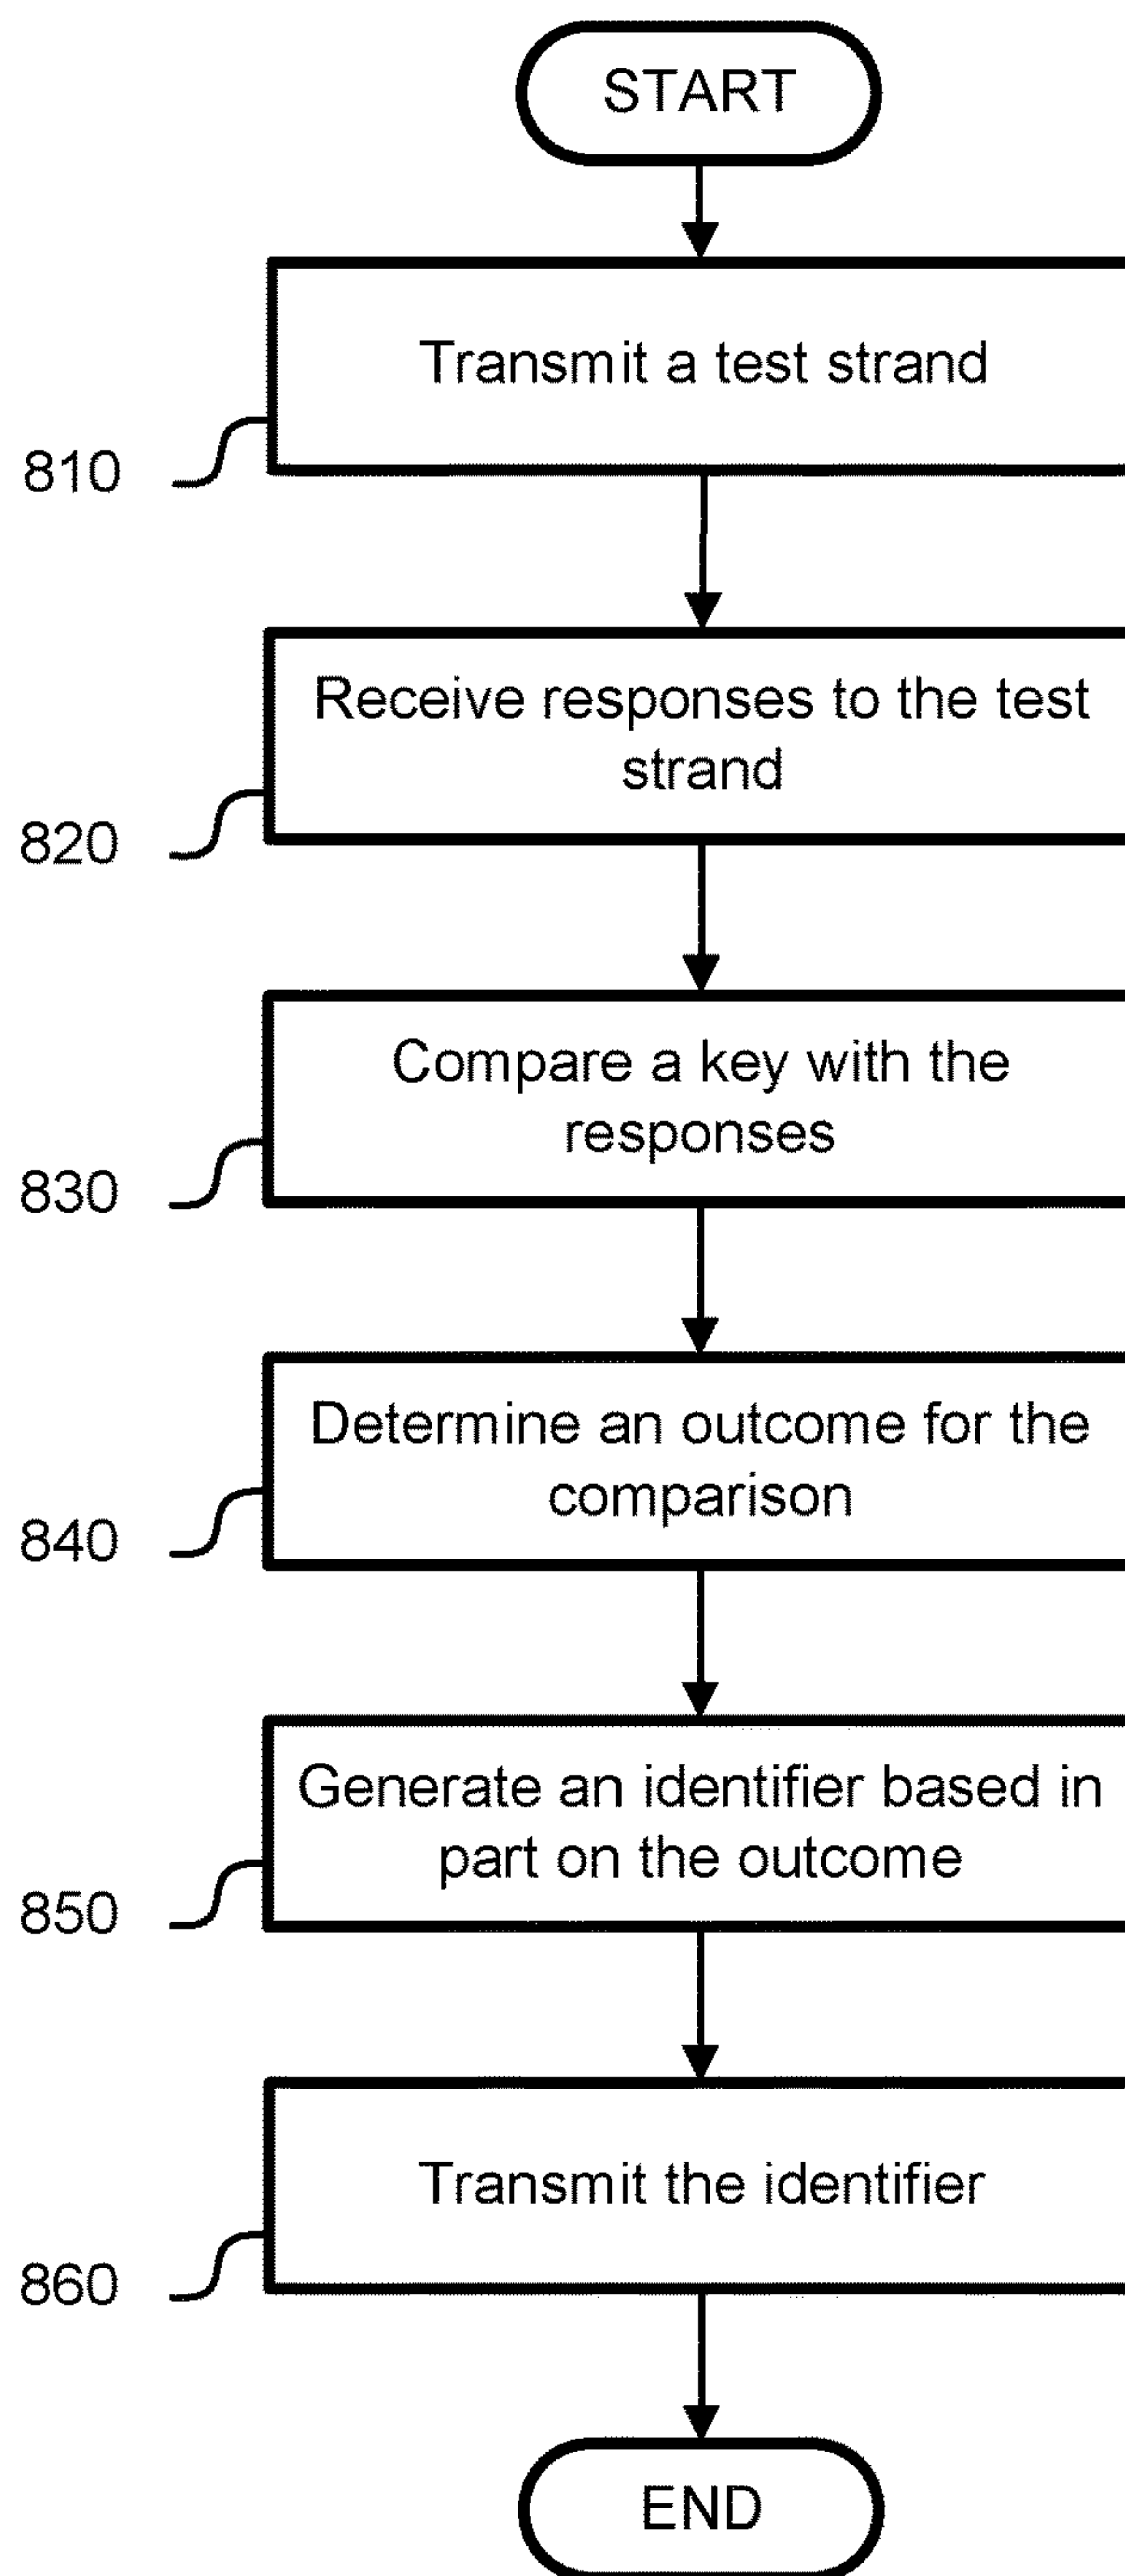 START
Transmit a test strand
810
Receive responses to the test
strand
820
Compare a key with the
responses
830
Determine an outcome for the
comparison
840
Generate an identifier based in
part on the outcome
850
Transmit the identifier
860
END